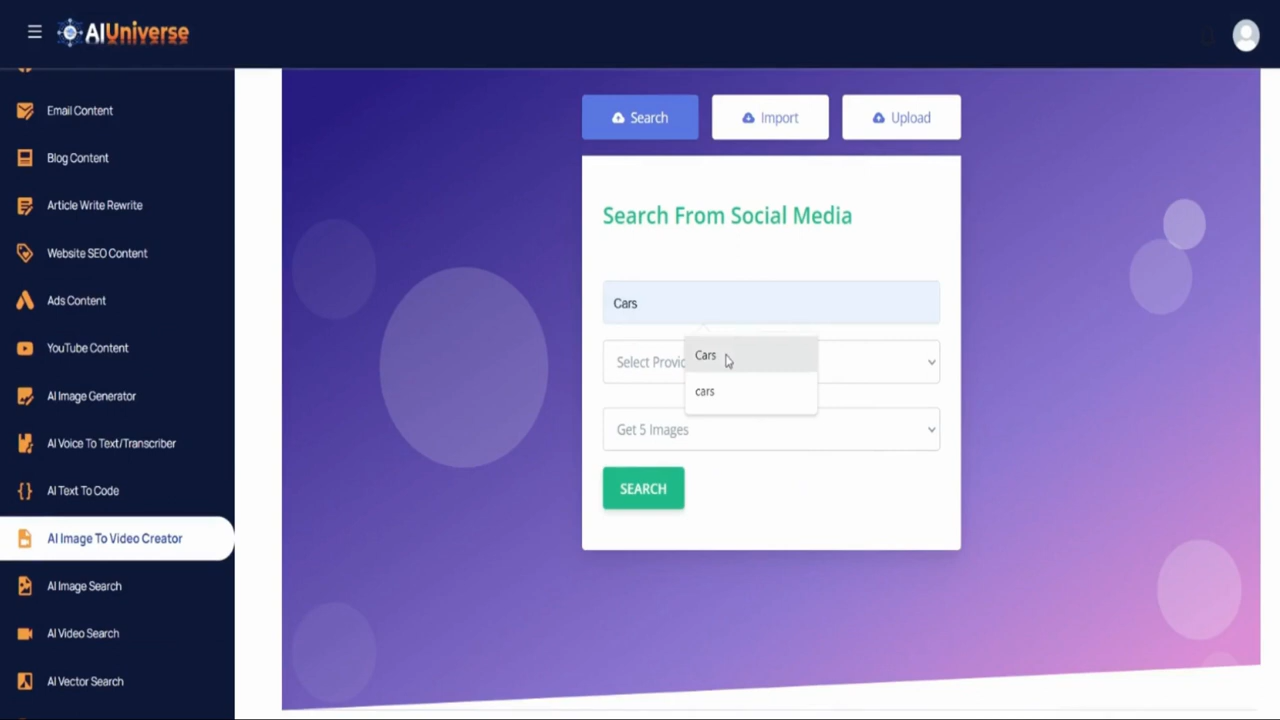 AIUniverse
Email Content
Blog Content
Article Write Rewrite
Website SEO Content
Ads Content
YouTube Content
AI Image Generator
AI Voice To Text/Transcriber
AI Text To Code
AI Image To Video Creator
AI Image Search
AI Video Search
AI Vector Search
Search
Import
Upload
Search From Social Media
Cars
Select Provid
Cars
cars
Get 5 Images
SEARCH